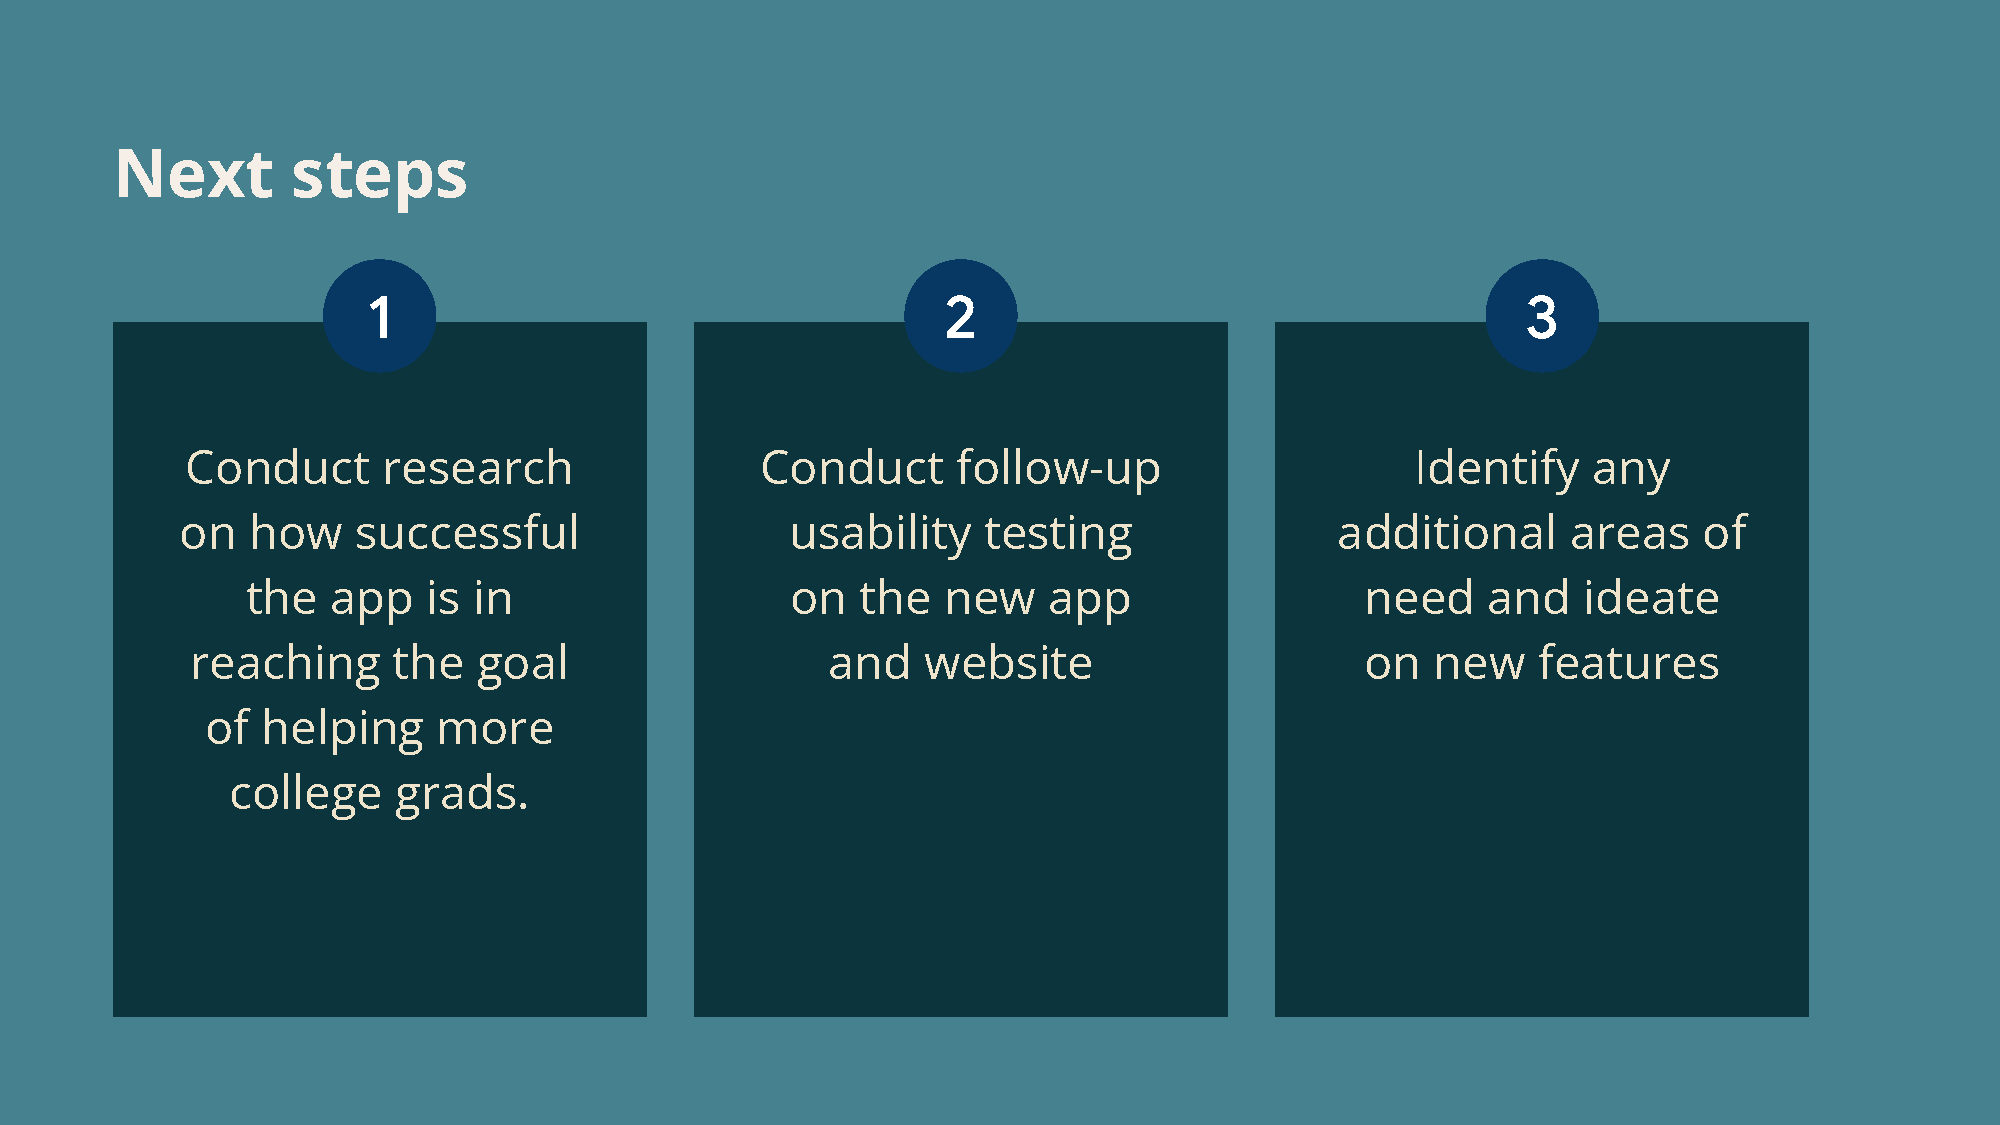 Next steps
1
Conduct research
on how successful
the app is in
reaching the goal
of helping more
college grads.
2
Conduct follow-up
usability testing
on the new app
and website
3
Identify any
additional areas of
need and ideate
on new features